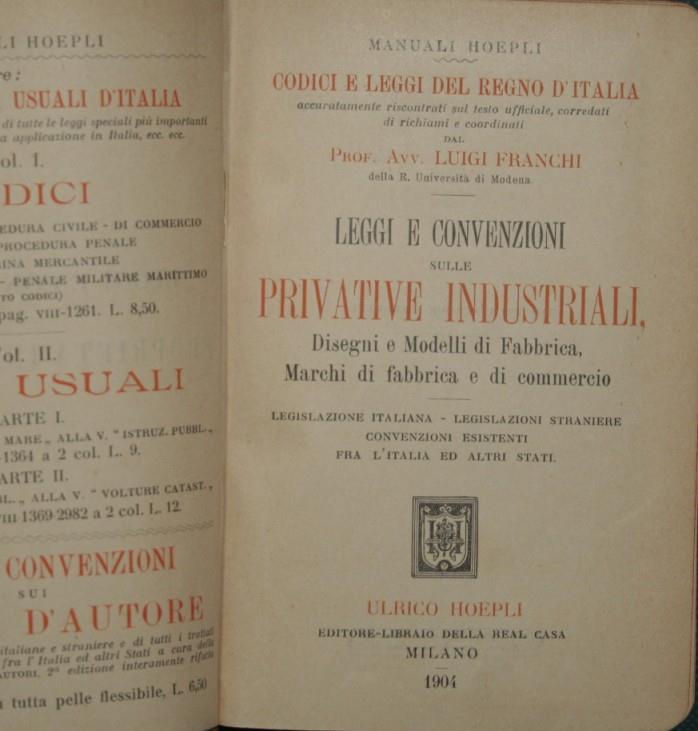 LI HOEPLI
re:
USUALI D'ITALIA
di tutte le leggi speciali più importanti
a applicazione in Italia, ecc. ecc.
ol. I.
DICI
EDURA CIVILE - DI COMMERCIO
PROCEDURA PENALE
RINA MERCANTILE
- PENALE MILITARE MARITTIMO
TO CODICI)
pag. VIII-1261. L. 8,50.
ol. II.
USUALI
ARTE I.
MARE „ ALLA V. “ ISTRUZ. PUBBL.„
-1364 a 2 col. L. 9.
ARTE II.
BL.„ ALLA V. “ VOLTURE CATAST.„
VIII-1369-2982 a 2 col. L. 12.
CONVENZIONI
SUI
D'AUTORE
italiane e straniere e di tutti i trattati
fra l'Italia ed altri Stati a cura della
AUTORI. 2ª edizione interamente rifatta
n tutta pelle flessibile, L. 6,50
MANUALI HOEPLI
CODICI E LEGGI DEL REGNO D'ITALIA
accuratamente riscontrati sul testo ufficiale, corredati
di richiami e coordinati
DAL
PROF. AVV. LUIGI FRANCHI
della R. Università di Modena
LEGGI E CONVENZIONI
SULLE
PRIVATIVE INDUSTRIALI,
Disegni e Modelli di Fabbrica,
Marchi di fabbrica e di commercio
LEGISLAZIONE ITALIANA - LEGISLAZIONI STRANIERE
CONVENZIONI ESISTENTI
FRA L'ITALIA ED ALTRI STATI.
ULRICO HOEPLI
EDITORE-LIBRAIO DELLA REAL CASA
MILANO
1904